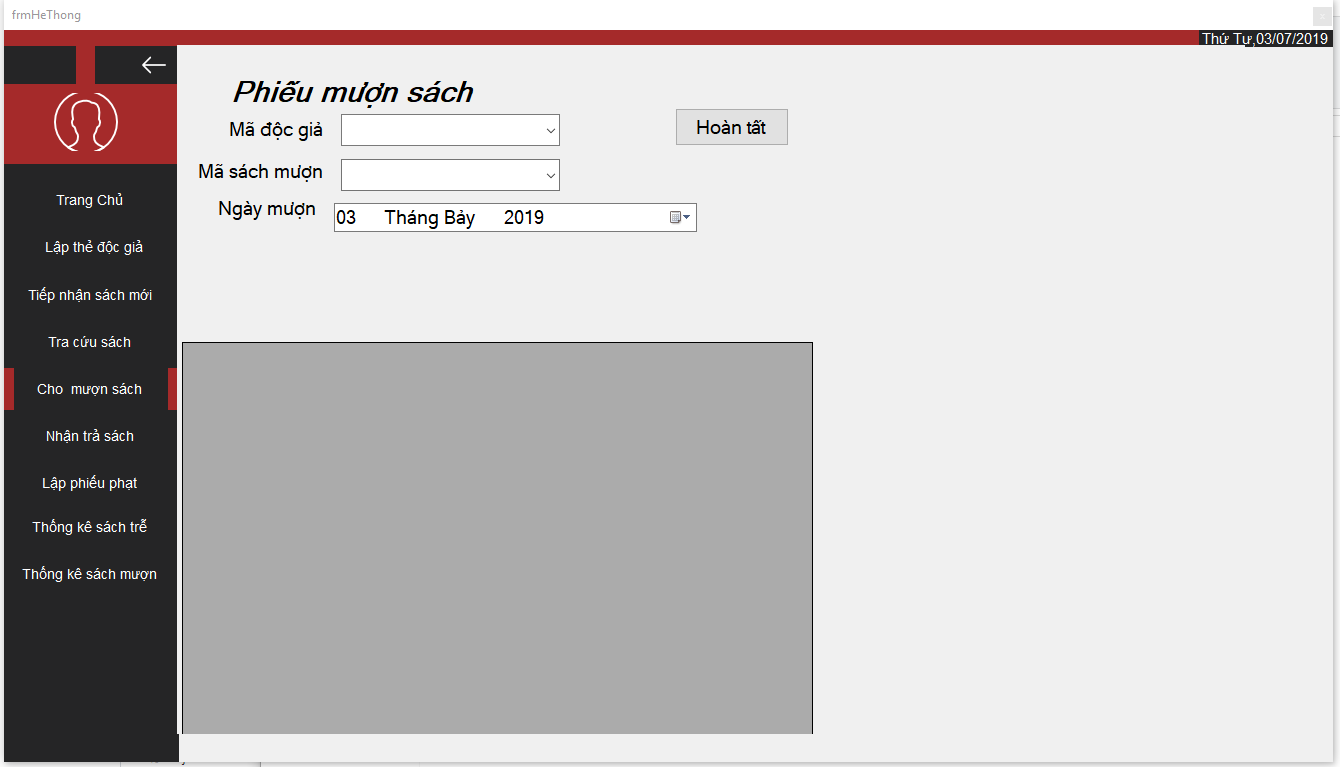 frmHeThong
Thứ Tư,03/07/2019
Phiếu mượn sách
Mã độc giả
Hoàn tất
Mã sách mượn
Ngày mượn
03 Tháng Bảy 2019
Trang Chủ
Lập thẻ độc giả
Tiếp nhận sách mới
Tra cứu sách
Cho  mượn sách
Nhận trả sách
Lập phiếu phạt
Thống kê sách trễ
Thống kê sách mượn